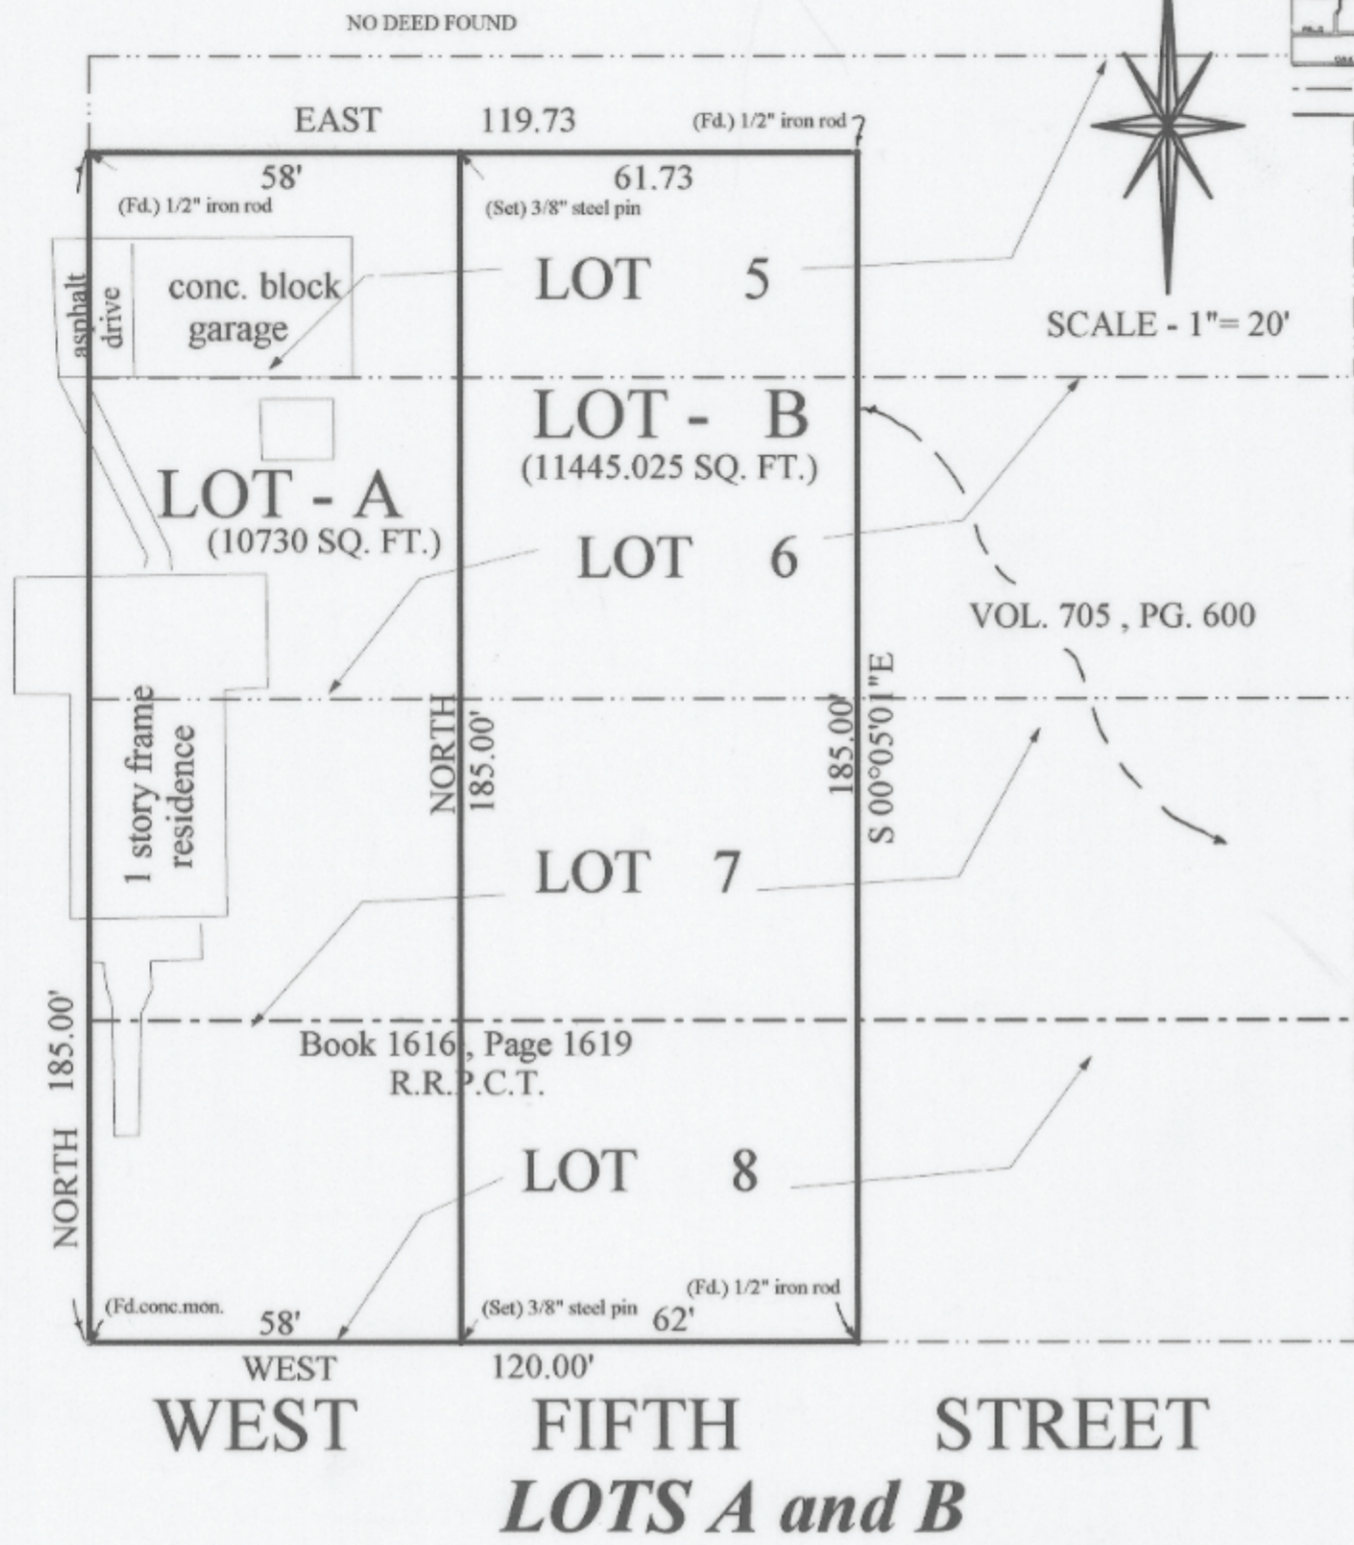 NO DEED FOUND
EAST 119.73 (Fd.) 1/2" iron rod
58' 61.73
(Fd.) 1/2" iron rod (Set) 3/8" steel pin
LOT 5
asphalt
drive
conc. block
garage
SCALE - 1"= 20'
LOT - B
(11445.025 SQ. FT.)
LOT - A
(10730 SQ. FT.)
LOT 6
VOL. 705 , PG. 600
1 story frame
residence
NORTH
185.00'
185.00'
S 00°05'01"E
LOT 7
NORTH 185.00'
Book 1616 , Page 1619
R.R.P.C.T.
LOT 8
(Fd.conc.mon.
58'
(Set) 3/8" steel pin
62'
(Fd.) 1/2" iron rod
WEST 120.00'
WEST FIFTH STREET
LOTS A and B